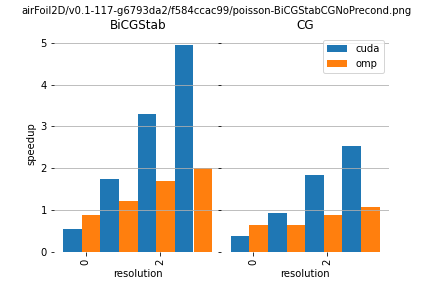 airFoil2D/v0.1-117-g6793da2/f584ccac99/poisson-BiCGStabCGNoPrecond.png
BiCGStab
CG
cuda
omp
5
4
3
2
1
0
speedup
0
2
0
2
resolution
resolution